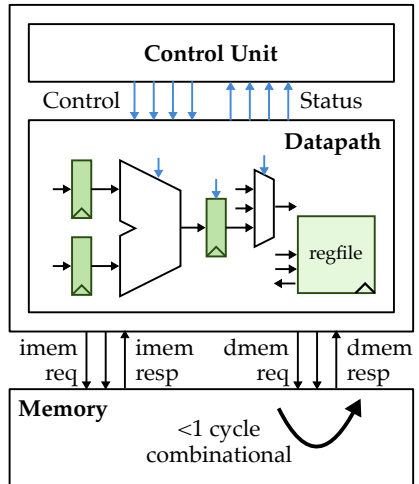 Control Unit
Control
Status
Datapath
regfile
imem
req
imem
resp
dmem
req
dmem
resp
Memory
<1 cycle
combinational